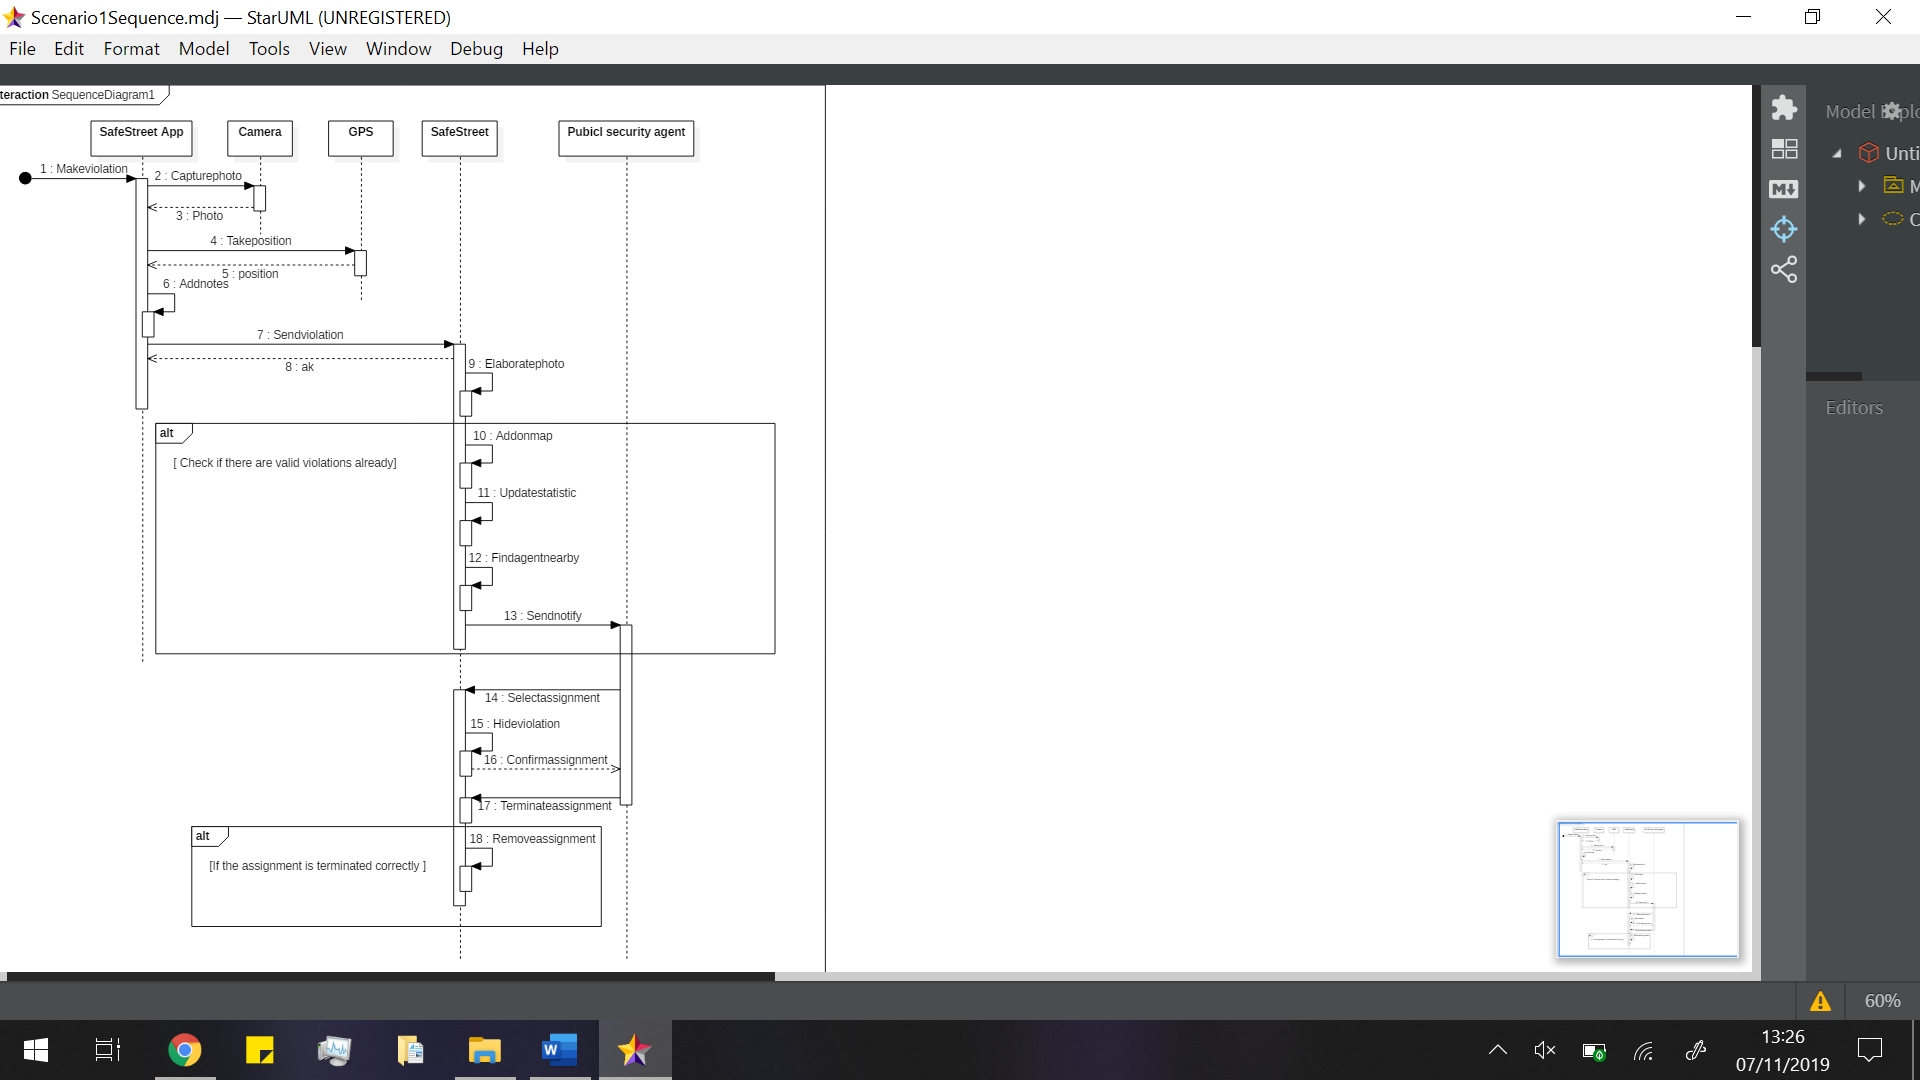 Scenario1Sequence.mdj — StarUML (UNREGISTERED)
File Edit Format Model Tools View Window Debug Help
teraction SequenceDiagram1
SafeStreet App
Camera
GPS
SafeStreet
Pubicl security agent
1 : Makeviolation
2 : Capturephoto
3 : Photo
4 : Takeposition
5 : position
6 : Addnotes
7 : Sendviolation
8 : ak
9 : Elaboratephoto
alt
[ Check if there are valid violations already]
10 : Addonmap
11 : Updatestatistic
12 : Findagentnearby
13 : Sendnotify
14 : Selectassignment
15 : Hideviolation
16 : Confirmassignment
17 : Terminateassignment
alt
[If the assignment is terminated correctly ]
18 : Removeassignment
Model Explo
Unti
M
C
Editors
M
60%
W
13:26
07/11/2019